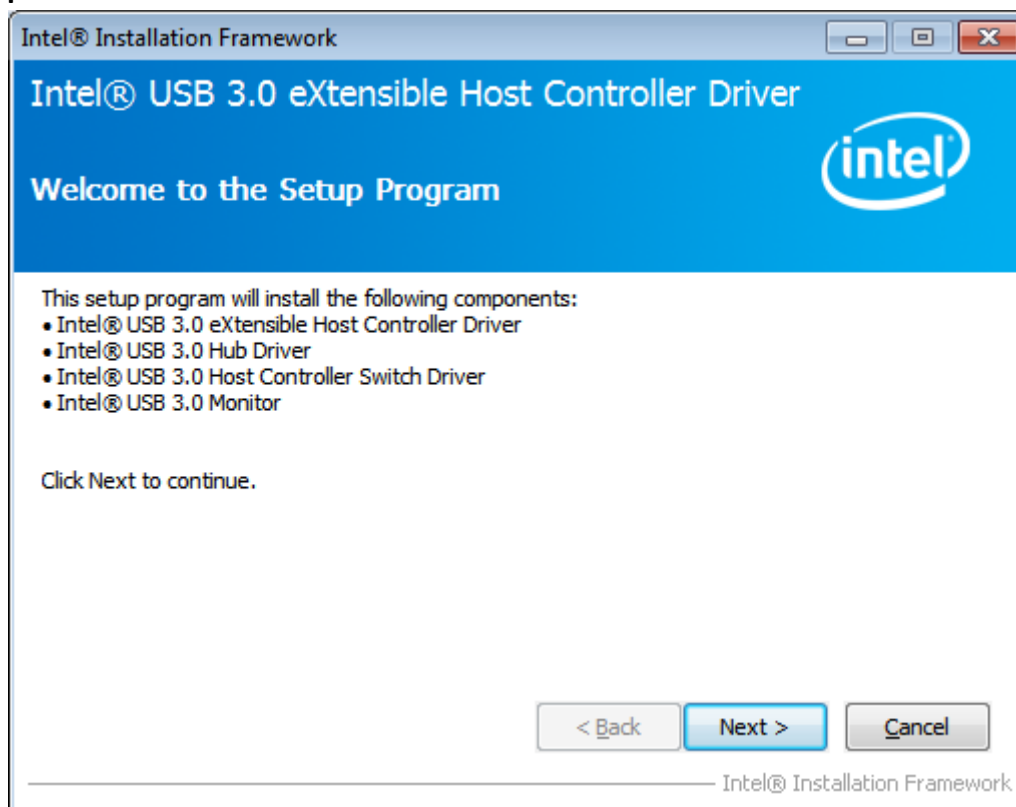 Intel® Installation Framework
Intel® USB 3.0 eXtensible Host Controller Driver
intel
Welcome to the Setup Program
This setup program will install the following components:
• Intel® USB 3.0 eXtensible Host Controller Driver
• Intel® USB 3.0 Hub Driver
• Intel® USB 3.0 Host Controller Switch Driver
• Intel® USB 3.0 Monitor
Click Next to continue.
< Back Next > Cancel
Intel® Installation Framework